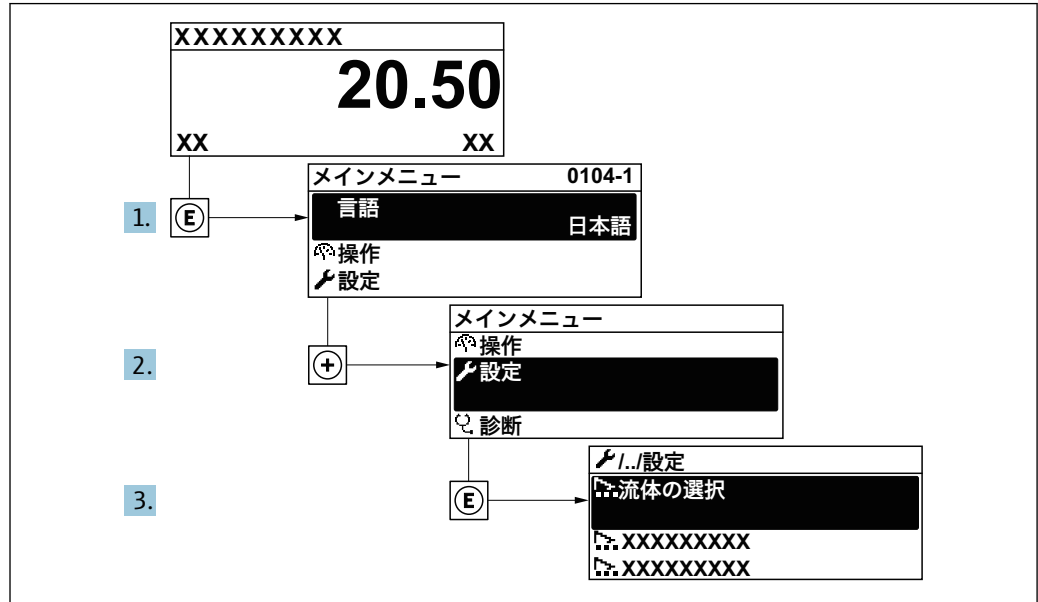 XXXXXXXXX
20.50
XX XX
1. E メインメニュー 0104-1
言語
日本語
操作
設定
2. + メインメニュー
操作
設定
診断
3. E /../設定
流体の選択
XXXXXXXXX
XXXXXXXXX